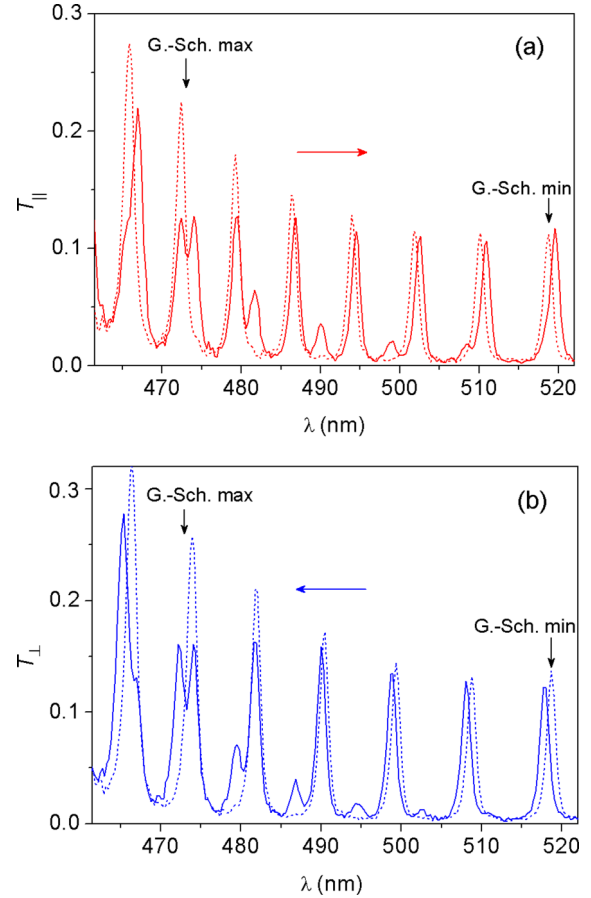 0.3
(a)
G.-Sch. max
0.2
T̅∥
G.-Sch. min
0.1
0.0
470 480 490 500 510 520
λ (nm)
0.3
(b)
G.-Sch. max
0.2
G.-Sch. min
T̅⊥
0.1
0.0
470 480 490 500 510 520
λ (nm)